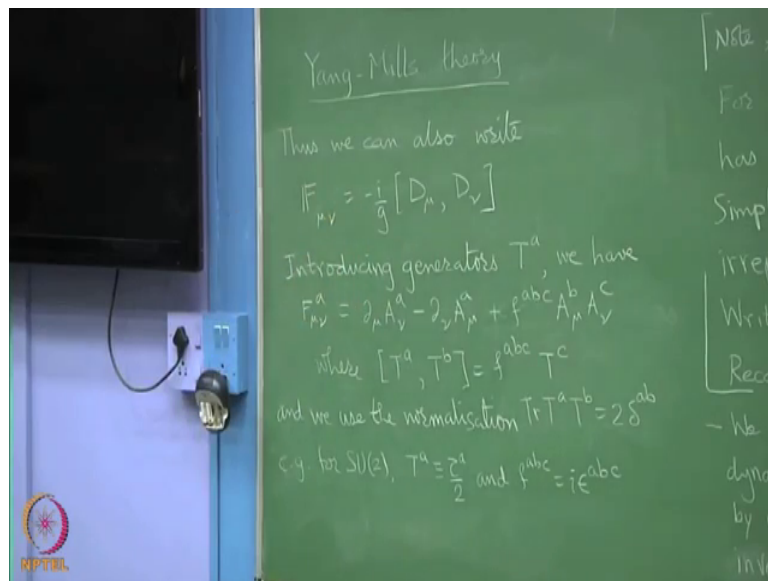 Yang-Mills theory
Thus we can also write
𝔽_μν = -i/g [D_μ, D_ν]
Introducing generators T^a, we have
F^a_μν = ∂_μ A^a_ν - ∂_ν A^a_μ + f^abc A^b_μ A^c_ν
where [T^a, T^b] = f^abc T^c
and we use the normalisation Tr T^a T^b = 2δ^ab
e.g. for SU(2), T^a ≡ τ^a/2 and f^abc = iε^abc
[Note
For
has
Simpl
irrep
Writ
Reco
- We
dyna
by
inva
NPTEL